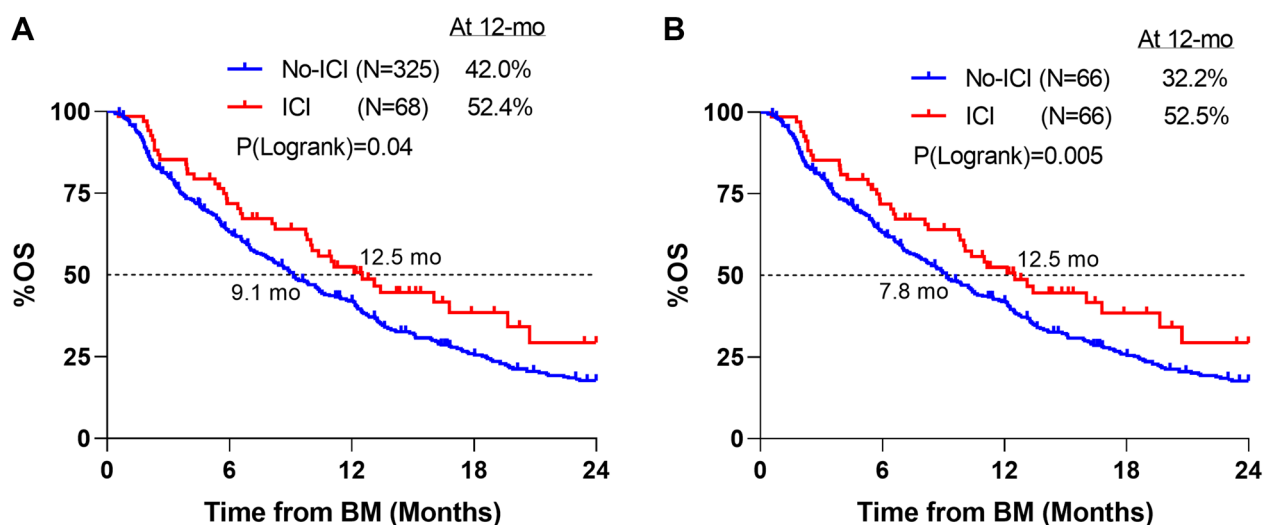 A
At 12-mo
No-ICI (N=325) 42.0%
ICI (N=68) 52.4%
P(Logrank)=0.04
100
75
50
25
0
%OS
12.5 mo
9.1 mo
0 6 12 18 24
Time from BM (Months)
B
At 12-mo
No-ICI (N=66) 32.2%
ICI (N=66) 52.5%
P(Logrank)=0.005
100
75
50
25
0
%OS
12.5 mo
7.8 mo
0 6 12 18 24
Time from BM (Months)